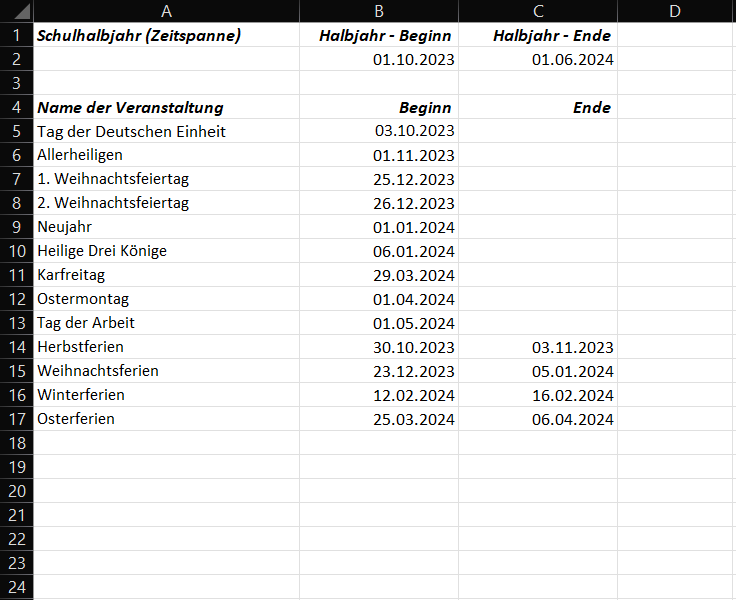 A B C D
1 Schulhalbjahr (Zeitspanne) Halbjahr - Beginn Halbjahr - Ende
2 01.10.2023 01.06.2024
3
4 Name der Veranstaltung Beginn Ende
5 Tag der Deutschen Einheit 03.10.2023
6 Allerheiligen 01.11.2023
7 1. Weihnachtsfeiertag 25.12.2023
8 2. Weihnachtsfeiertag 26.12.2023
9 Neujahr 01.01.2024
10 Heilige Drei Könige 06.01.2024
11 Karfreitag 29.03.2024
12 Ostermontag 01.04.2024
13 Tag der Arbeit 01.05.2024
14 Herbstferien 30.10.2023 03.11.2023
15 Weihnachtsferien 23.12.2023 05.01.2024
16 Winterferien 12.02.2024 16.02.2024
17 Osterferien 25.03.2024 06.04.2024
18
19
20
21
22
23
24